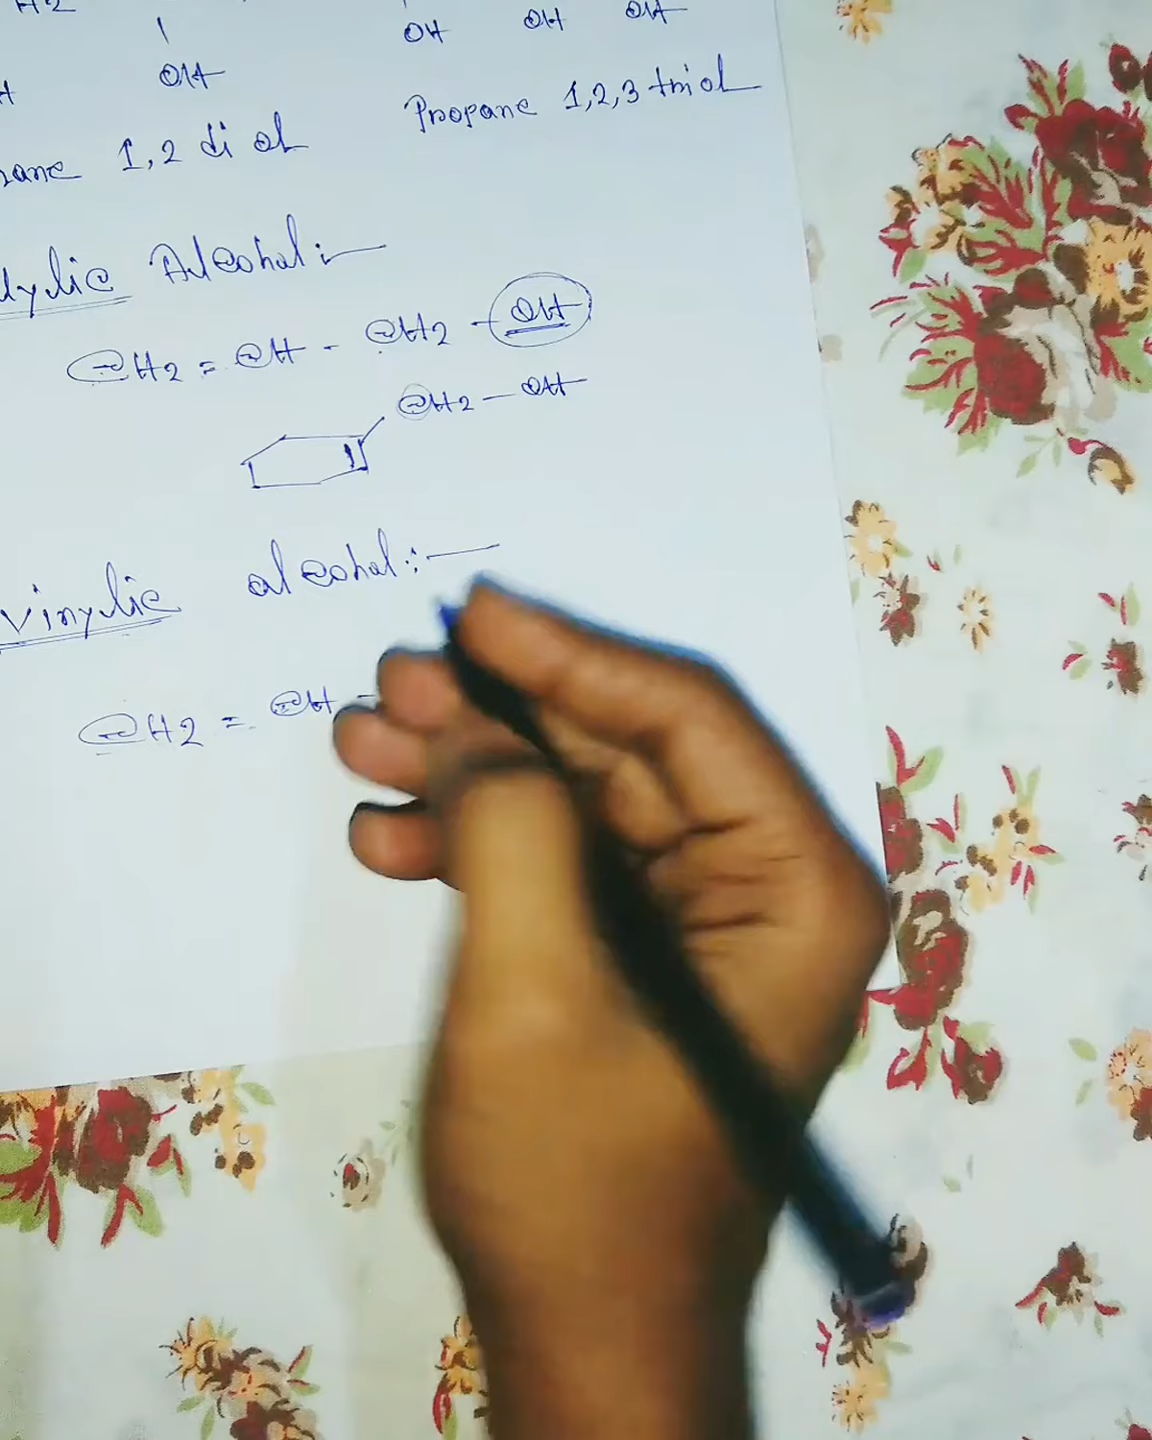 H2
OH OH OH
OH
Propane 1,2,3 triol
1,2 di ol
Alcohol :-
CH2 = CH - CH2 - OH
CH2 - OH
vinylic alcohol :-
CH2 = CH -